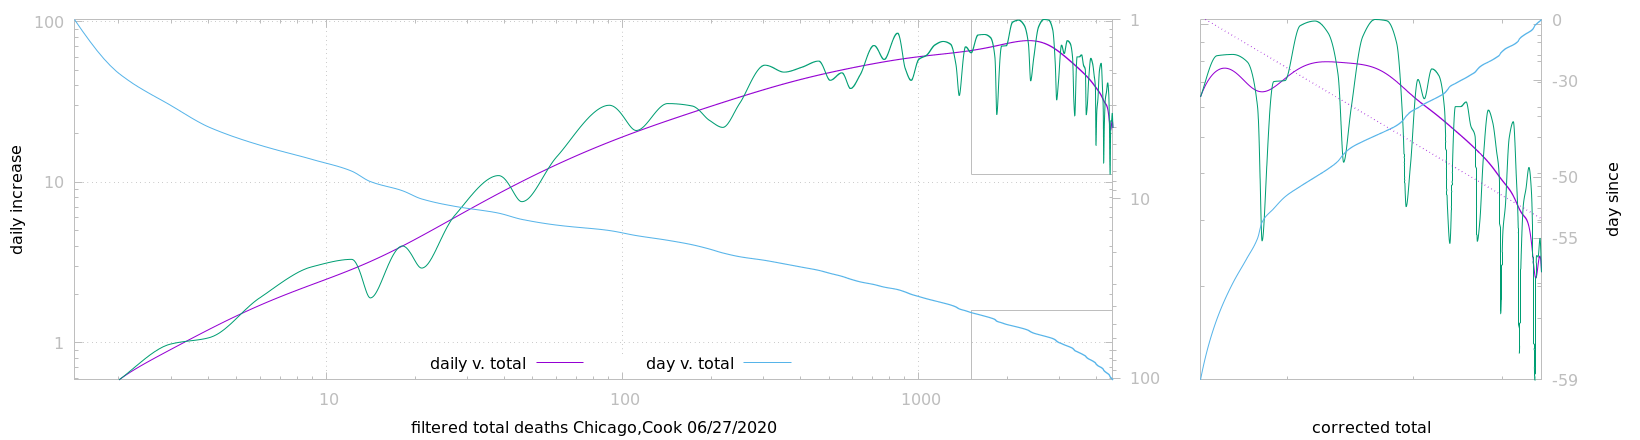 100
10
1
daily increase
10
100
1000
filtered total deaths Chicago,Cook 06/27/2020
daily v. total
day v. total
1
10
100
0
-30
-50
-55
-59
day since
corrected total